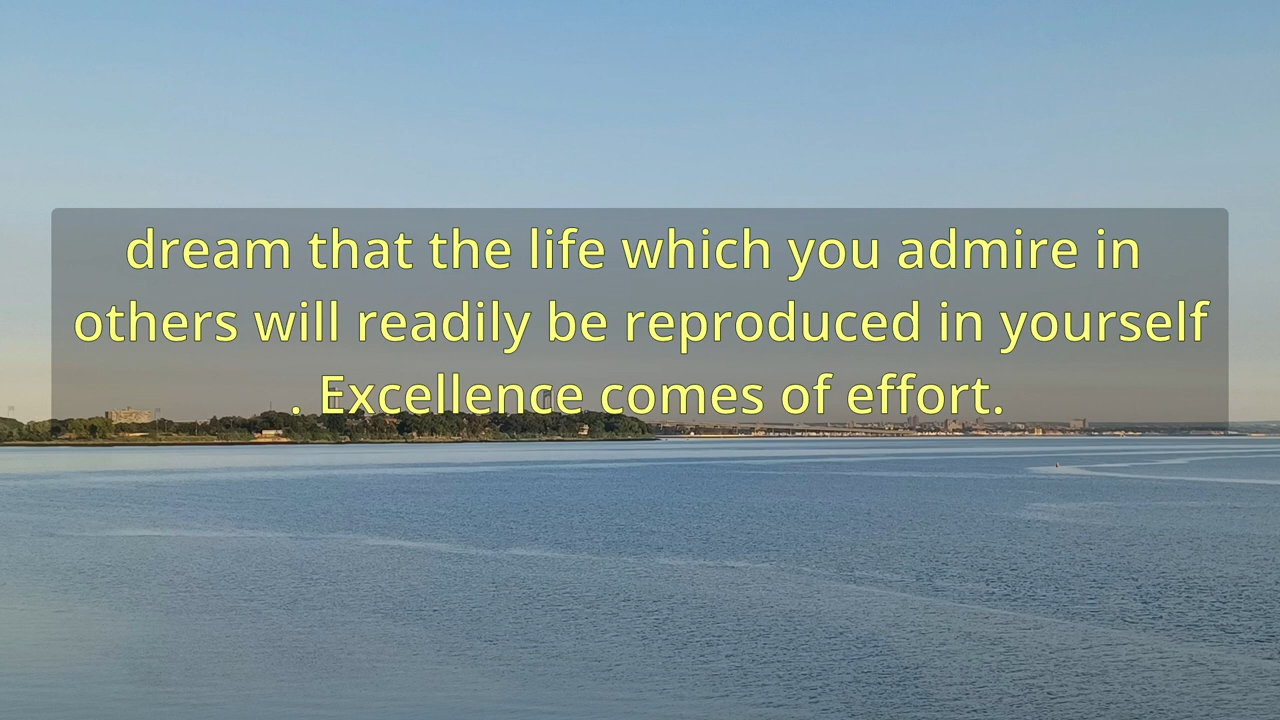 dream that the life which you admire in
others will readily be reproduced in yourself
. Excellence comes of effort.